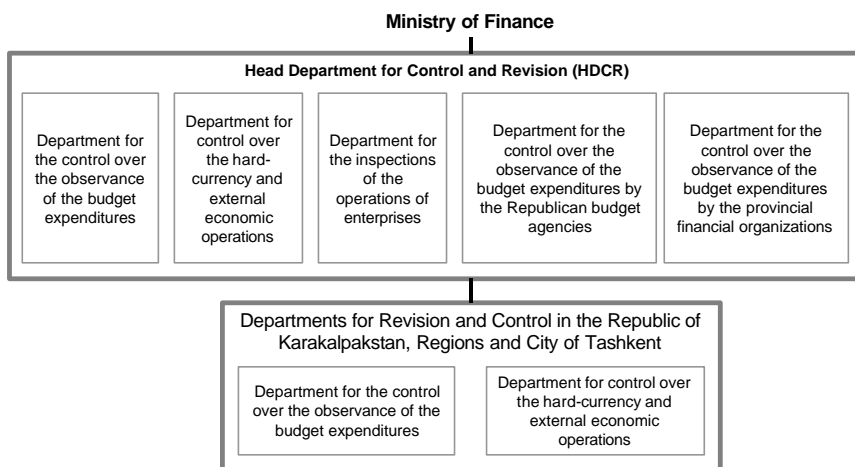 Ministry of Finance
Head Department for Control and Revision (HDCR)
Department for
the control over
the observance
of the budget
expenditures
Department for
control over
the hard-
currency and
external
economic
operations
Department for
the inspections
of the
operations of
enterprises
Department for the
control over the
observance of the
budget expenditures by
the Republican budget
agencies
Department for the
control over the
observance of the
budget expenditures
by the provincial
financial organizations
Departments for Revision and Control in the Republic of
Karakalpakstan, Regions and City of Tashkent
Department for the control
over the observance of the
budget expenditures
Department for control over
the hard-currency and
external economic
operations